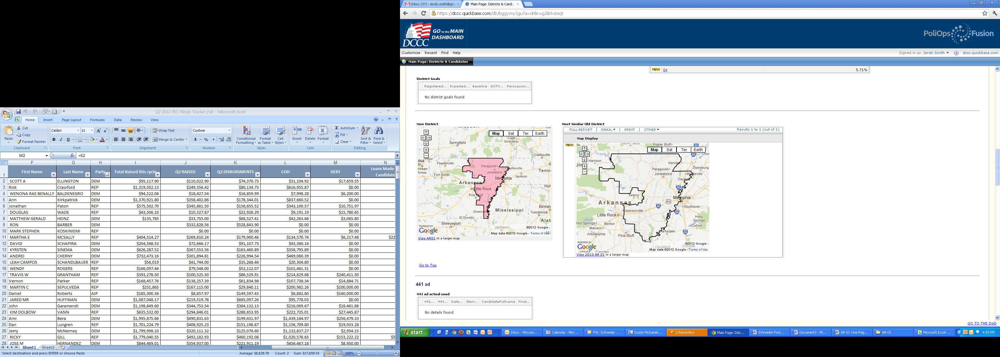 Q2 2012 FEC Filings Tracker_Full - Microsoft Excel
Home Insert Page Layout Formulas Data Review View
Paste Cut Copy Format Painter Clipboard
Calibri 11 B I U Font
Wrap Text Merge & Center Alignment
Custom $ % , Number
Conditional Formatting Format as Table Cell Styles Styles
Insert Delete Format Cells
Σ AutoSum Fill Clear Sort & Filter Find & Select Editing
M2 fx =S2
F G H I J K L M N
1 First Name Last Name Party Total Raised this cycle Q2 RAISED Q2 DISBURSMENTS COH DEBT Loans Made Candidate
2 SCOTT A ELLINGTON DEM $95,117.90 $110,022.90 $74,370.73 $31,104.92 $17,659.55
3 Rick Crawford REP $1,319,502.13 $249,356.42 $80,134.73 $616,955.87 $0.00
4 WENONA RAE BENALLY BALDENEGRO DEM $94,522.06 $18,427.54 $16,859.99 $7,998.28 $6,200.00
5 Ann Kirkpatrick DEM $1,370,921.80 $358,402.86 $178,344.01 $837,660.52 $0.00
6 Jonathan Paton REP $575,502.70 $345,861.50 $158,655.52 $343,100.57 $10,751.97
7 DOUGLAS WADE REP $43,506.10 $10,327.87 $22,926.29 $9,191.19 $15,780.65
8 MATTHEW GERALD HEINZ DEM $135,785 $33,755.00 $68,527.41 $42,263.68 $3,065.80
9 RON BARBER DEM $332,828.56 $528,843.90 $0.00 $0.00
10 MARK STEPHEN KOSKINIEMI REP $0.00 $0.00 $0.00 $0.00
11 MARTHA E MCSALLY REP $404,514.27 $269,810.24 $179,900.46 $134,570.74 $6,217.48 $22
12 DAVID SCHAPIRA DEM $204,568.53 $72,666.17 $91,107.73 $43,360.16 $0.00
13 KYRSTEN SINEMA DEM $626,287.52 $367,553.56 $163,460.89 $358,795.89 $0.00
14 ANDREI CHERNY DEM $732,473.16 $301,894.81 $226,994.54 $469,060.39 $0.00
15 LEAH CAMPOS SCHANDLBAUER REP $56,019 $41,744.00 $35,268.46 $20,304.80 $0.00
16 WENDY ROGERS REP $166,097.44 $79,548.00 $52,112.07 $101,461.31 $0.00
17 TRAVIS W GRANTHAM REP $393,278.50 $100,525.50 $86,529.91 $214,829.68 $240,411.50
18 Vernon Parker REP $168,457.76 $138,257.39 $61,834.98 $107,738.34 $14,884.71
19 MARTIN C SEPULVEDA REP $231,865 $167,115.00 $29,840.11 $200,982.26 $100,000.00
20 Daniel Roberts AIP $185,300.36 $8,657.97 $149,597.43 $6,882.60 $160,000.00
21 JARED MR HUFFMAN DEM $1,087,048.17 $219,519.78 $685,097.26 $95,778.03 $0.00
22 John Garamendi DEM $1,198,849.60 $344,753.54 $384,132.13 $216,069.67 $18,461.88
23 KIM DOLBOW VANN REP $635,532.00 $294,846.01 $288,653.95 $222,735.01 $27,445.87
24 Ami Bera DEM $1,995,875.66 $490,831.63 $199,431.97 $1,439,164.97 $256,479.33
25 Dan Lungren REP $1,701,224.79 $408,925.23 $151,198.87 $1,156,709.80 $19,933.28
26 Jerry McNerney DEM $1,799,998.10 $320,111.32 $125,076.60 $1,132,837.27 $2,954.15
27 RICKY GILL REP $1,779,040.55 $492,182.93 $460,192.08 $1,020,576.65 $153,222.22 $5
28 JOSE M HERNANDEZ DEM $844,469.01 $354,937.00 $221,911.19 $456,467.18 $8,950.00
Sheet1 Sheet2
Select destination and press ENTER or choose Paste Average: $8,829.78 Count: 2 Sum: $17,659.55 100%
Inbox (37) - jerah.smith@gm Main Page: Districts & Cand..
https://dccc.quickbase.com/db/bggymy2gu?a=dr&r=g2&rl=bsqt
DCCC GO to the MAIN DASHBOARD
PoliOps Fusion
Customize Recent Find Help Signed in as Jerah Smith dccc.quickbase.com
Main Page: Districts & Candidates
NEW! 04 5.71%
District Goals
Registered... Expected... Baseline GOTV... Persuasion...
No district goals found
New District
Map Sat Ter Earth
Springfield Cape Girardeau
Clarksville
Fayetteville Paragould Jonesboro
Fort Smith Memphis Jackson
Arkansas
Little Rock
Pine Bluff
Mississippi
Tuscaloosa
El Dorado
Shreveport Jackson
POWERED BY Google
©2012 Google -
Map data ©2012 Google - Terms of Use
View AR01 in a larger map
Most Similar Old District
FULL REPORT | EMAIL | PRINT | OTHER Results 1 to 1 (out of 1)
Map Display
NEW!
Poplar Bluff
Map Sat Ter Earth
Harrison
Paragould
Jonesboro
Dyersburg
Searcy
Arkansas
Memphis
Southaven
Little Rock Jacksonville
Hot Springs Benton
Holly Springs
Malvern Oxford
Arkadelphia Pine Bluff
Cleveland Grenada
Camden
POWERED BY Google
©2012 Google -
Map data ©2012 Google - Terms of Use
View 2010 AR 01 in a larger map
Go to Top
441 ad
441 ad actual used
441... 441... Date... Item... CandidateFullname Final...
No details found
GO TO THE DoD
start Inbox - Microso... Calendar - Micr... FW: Schneider ... Dustin McDaniel... 2 Reminders Main Page: Dist... Schneider Fost... Document3 - Mi... AR-01 One-Pag... AR-01 Microsoft Excel ... 4:59 PM